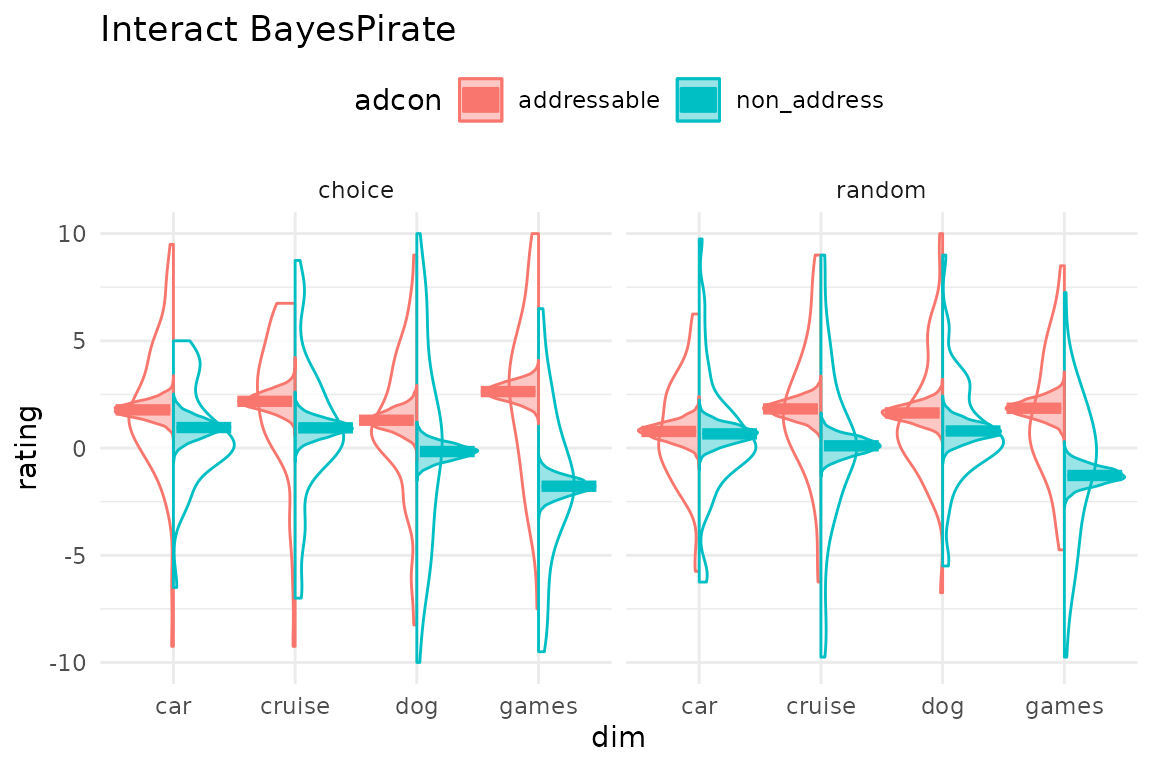 Interact BayesPirate
adcon addressable non_address
choice random
10
5
0
-5
-10
rating
car cruise dog games car cruise dog games
dim